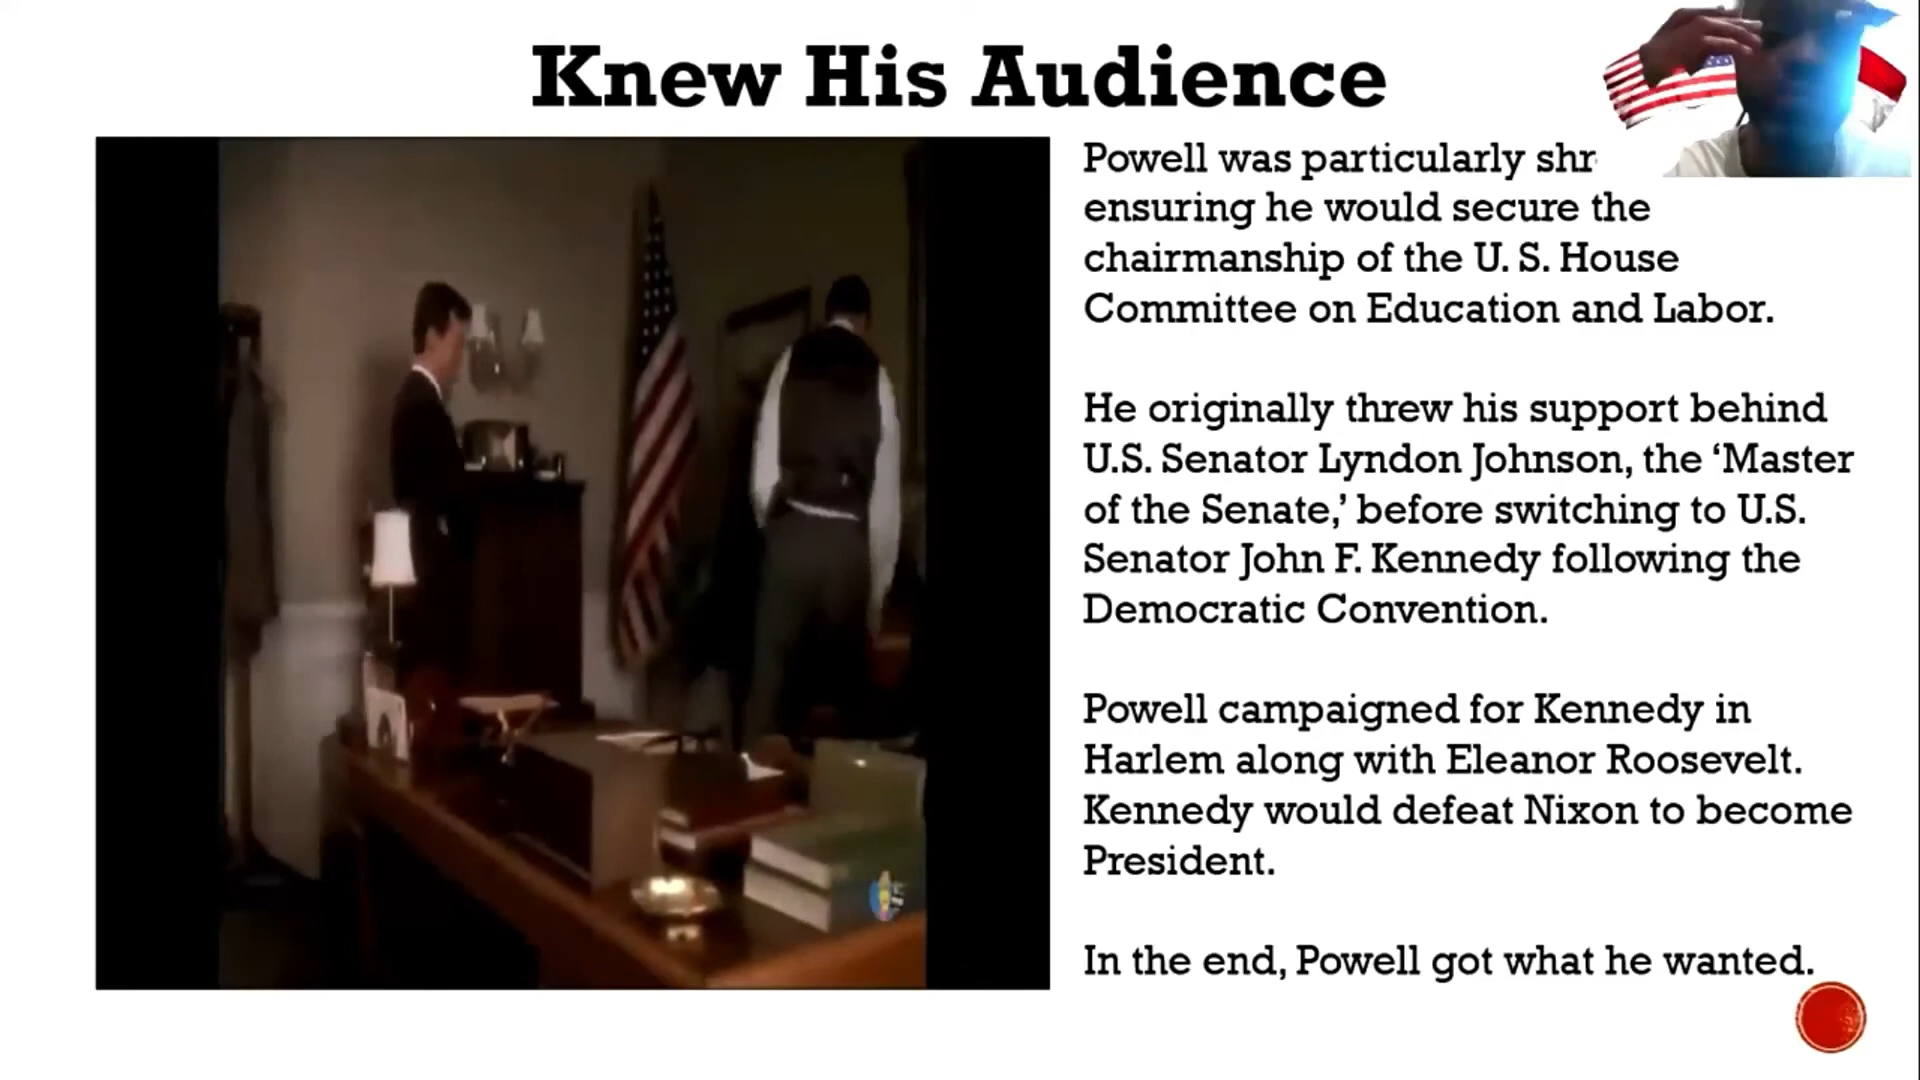 Knew His Audience
Powell was particularly
ensuring he would secure the
chairmanship of the U. S. House
Committee on Education and Labor.
He originally threw his support behind
U.S. Senator Lyndon Johnson, the ‘Master
of the Senate,’ before switching to U.S.
Senator John F. Kennedy following the
Democratic Convention.
Powell campaigned for Kennedy in
Harlem along with Eleanor Roosevelt.
Kennedy would defeat Nixon to become
President.
In the end, Powell got what he wanted.